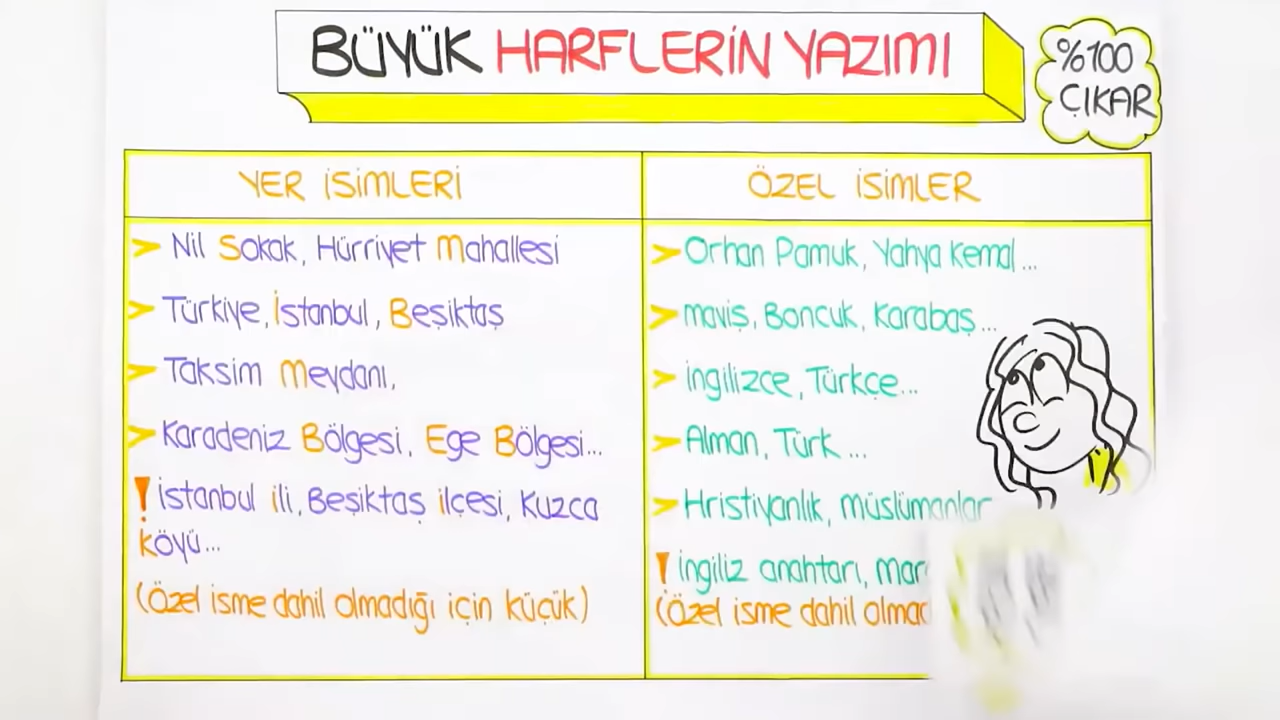 BÜYÜK HARFLERİN YAZIMI
%100
ÇIKAR
YER İSİMLERİ
➤ Nil Sokak, Hürriyet Mahallesi
➤ Türkiye, İstanbul, Beşiktaş
➤ Taksim Meydanı,
➤ Karadeniz Bölgesi, Ege Bölgesi...
! İstanbul ili, Beşiktaş ilçesi, Kuzca
köyü...
(Özel isme dahil olmadığı için küçük)
ÖZEL İSİMLER
➤ Orhan Pamuk, Yahya Kemal...
➤ maviş, Boncuk, Karabaş...
➤ İngilizce, Türkçe...
➤ Alman, Türk...
➤ Hristiyanlık, müslümanlar
! İngiliz anahtarı,
(Özel isme dahil